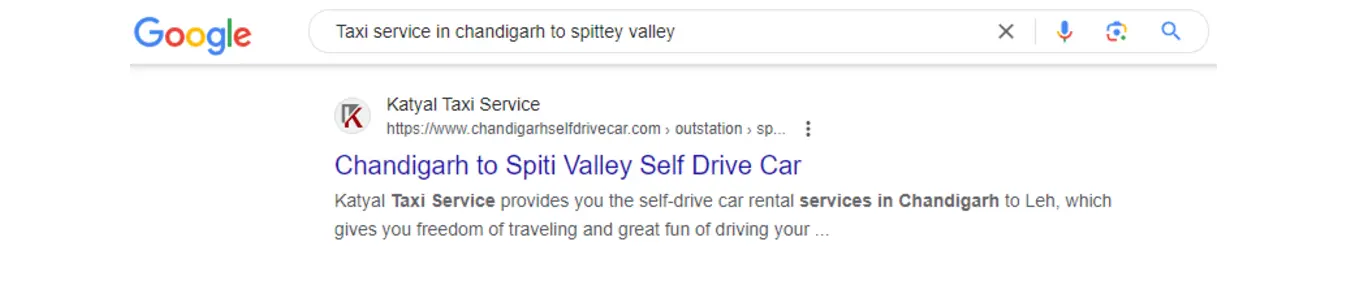 Google
Taxi service in chandigarh to spittey valley
Katyal Taxi Service
https://www.chandigarhselfdrivecar.com › outstation › sp...
Chandigarh to Spiti Valley Self Drive Car
Katyal Taxi Service provides you the self-drive car rental services in Chandigarh to Leh, which
gives you freedom of traveling and great fun of driving your ...